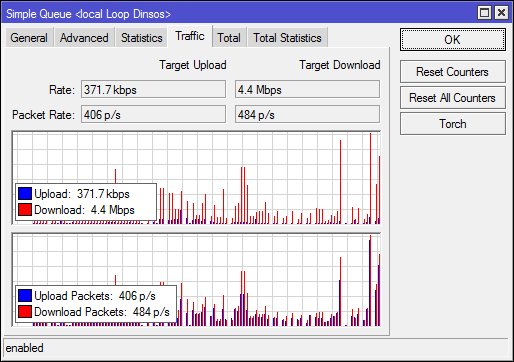 Simple Queue <local Loop Dinsos>
General Advanced Statistics Traffic Total Total Statistics
OK
Reset Counters
Reset All Counters
Torch
Target Upload Target Download
Rate: 371.7 kbps 4.4 Mbps
Packet Rate: 406 p/s 484 p/s
Upload: 371.7 kbps
Download: 4.4 Mbps
Upload Packets: 406 p/s
Download Packets: 484 p/s
enabled